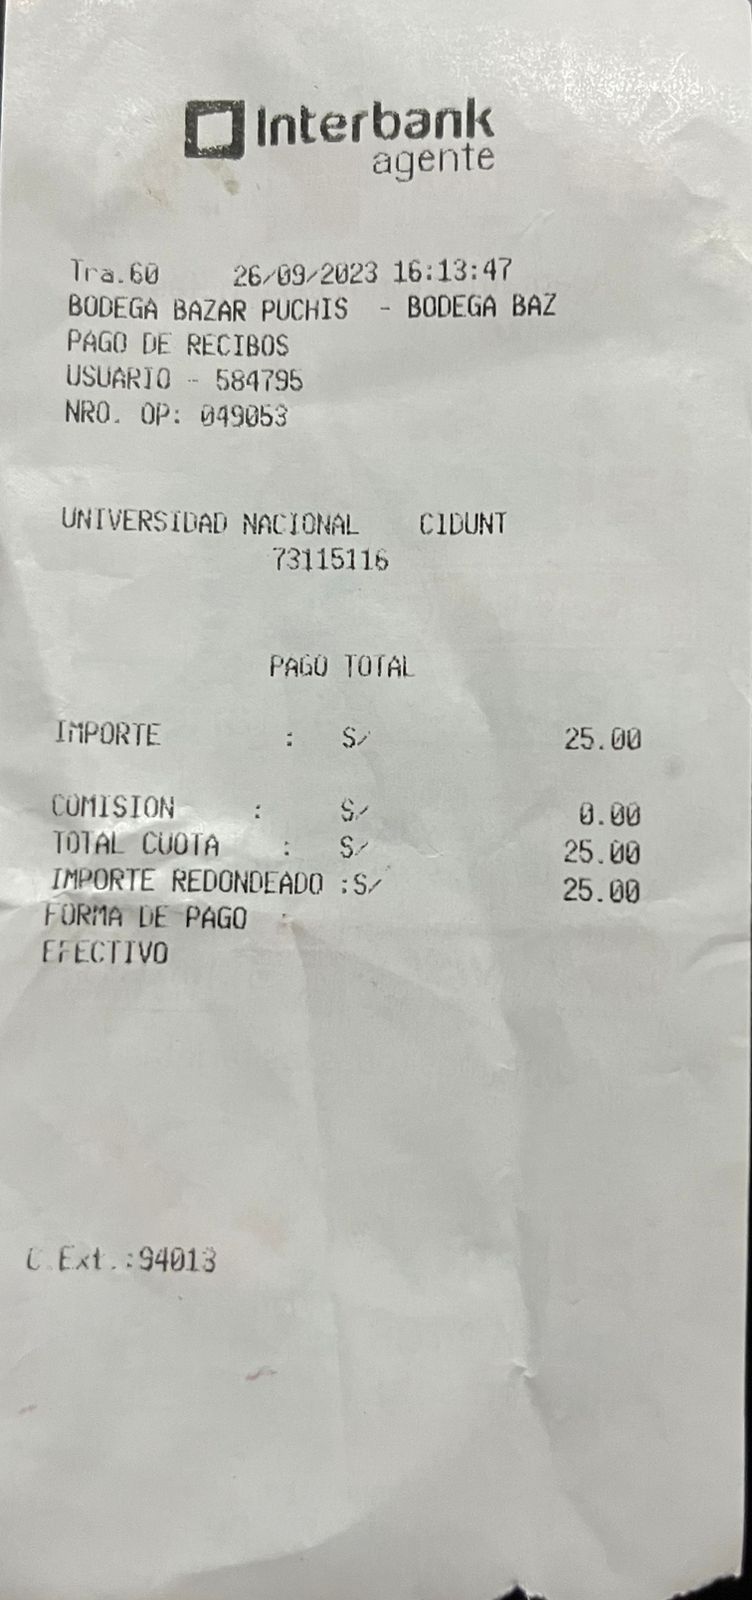 Interbank
agente
Tra.60 26/09/2023 16:13:47
BODEGA BAZAR PUCHIS - BODEGA BAZ
PAGO DE RECIBOS
USUARIO - 584795
NRO. OP: 049053
UNIVERSIDAD NACIONAL CIDUNT
73115116
PAGO TOTAL
IMPORTE : S/ 25.00
COMISION : S/ 0.00
TOTAL CUOTA : S/ 25.00
IMPORTE REDONDEADO :S/ 25.00
FORMA DE PAGO :
EFECTIVO
C.Ext.:94013